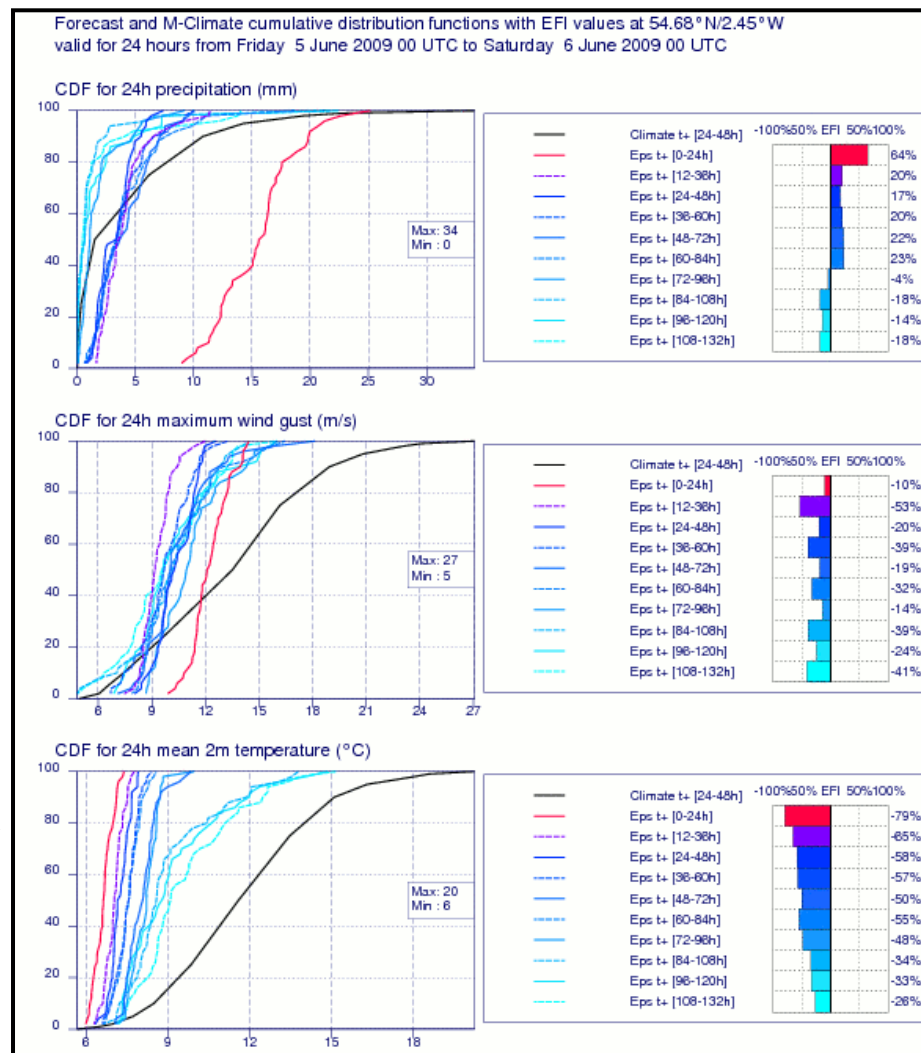 Forecast and M-Climate cumulative distribution functions with EFI values at 54.68°N/2.45°W
valid for 24 hours from Friday 5 June 2009 00 UTC to Saturday 6 June 2009 00 UTC
CDF for 24h precipitation (mm)
100
80
60
40
20
0
0 5 10 15 20 25 30
Max: 34
Min : 0
-100%50% EFI 50%100%
Climate t+ [24-48h]
Eps t+ [0-24h] 64%
Eps t+ [12-36h] 20%
Eps t+ [24-48h] 17%
Eps t+ [36-60h] 20%
Eps t+ [48-72h] 22%
Eps t+ [60-84h] 23%
Eps t+ [72-96h] -4%
Eps t+ [84-108h] -18%
Eps t+ [96-120h] -14%
Eps t+ [108-132h] -18%
CDF for 24h maximum wind gust (m/s)
100
80
60
40
20
0
6 9 12 15 18 21 24 27
Max: 27
Min : 5
-100%50% EFI 50%100%
Climate t+ [24-48h]
Eps t+ [0-24h] -10%
Eps t+ [12-36h] -53%
Eps t+ [24-48h] -20%
Eps t+ [36-60h] -39%
Eps t+ [48-72h] -19%
Eps t+ [60-84h] -32%
Eps t+ [72-96h] -14%
Eps t+ [84-108h] -39%
Eps t+ [96-120h] -24%
Eps t+ [108-132h] -41%
CDF for 24h mean 2m temperature (°C)
100
80
60
40
20
0
6 9 12 15 18
Max: 20
Min : 6
-100%50% EFI 50%100%
Climate t+ [24-48h]
Eps t+ [0-24h] -79%
Eps t+ [12-36h] -65%
Eps t+ [24-48h] -58%
Eps t+ [36-60h] -57%
Eps t+ [48-72h] -50%
Eps t+ [60-84h] -55%
Eps t+ [72-96h] -48%
Eps t+ [84-108h] -34%
Eps t+ [96-120h] -33%
Eps t+ [108-132h] -26%